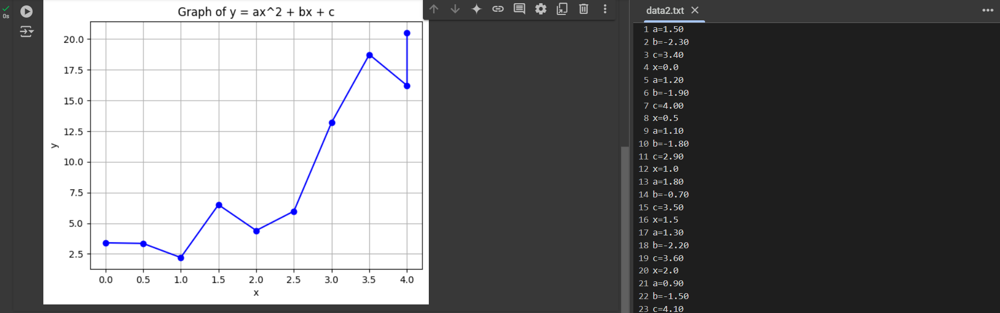 0s
Graph of y = ax^2 + bx + c
20.0
17.5
15.0
12.5
10.0
7.5
5.0
2.5
y
0.0 0.5 1.0 1.5 2.0 2.5 3.0 3.5 4.0
x
data2.txt
1 a=1.50
2 b=-2.30
3 c=3.40
4 x=0.0
5 a=1.20
6 b=-1.90
7 c=4.00
8 x=0.5
9 a=1.10
10 b=-1.80
11 c=2.90
12 x=1.0
13 a=1.80
14 b=-0.70
15 c=3.50
16 x=1.5
17 a=1.30
18 b=-2.20
19 c=3.60
20 x=2.0
21 a=0.90
22 b=-1.50
23 c=4.10